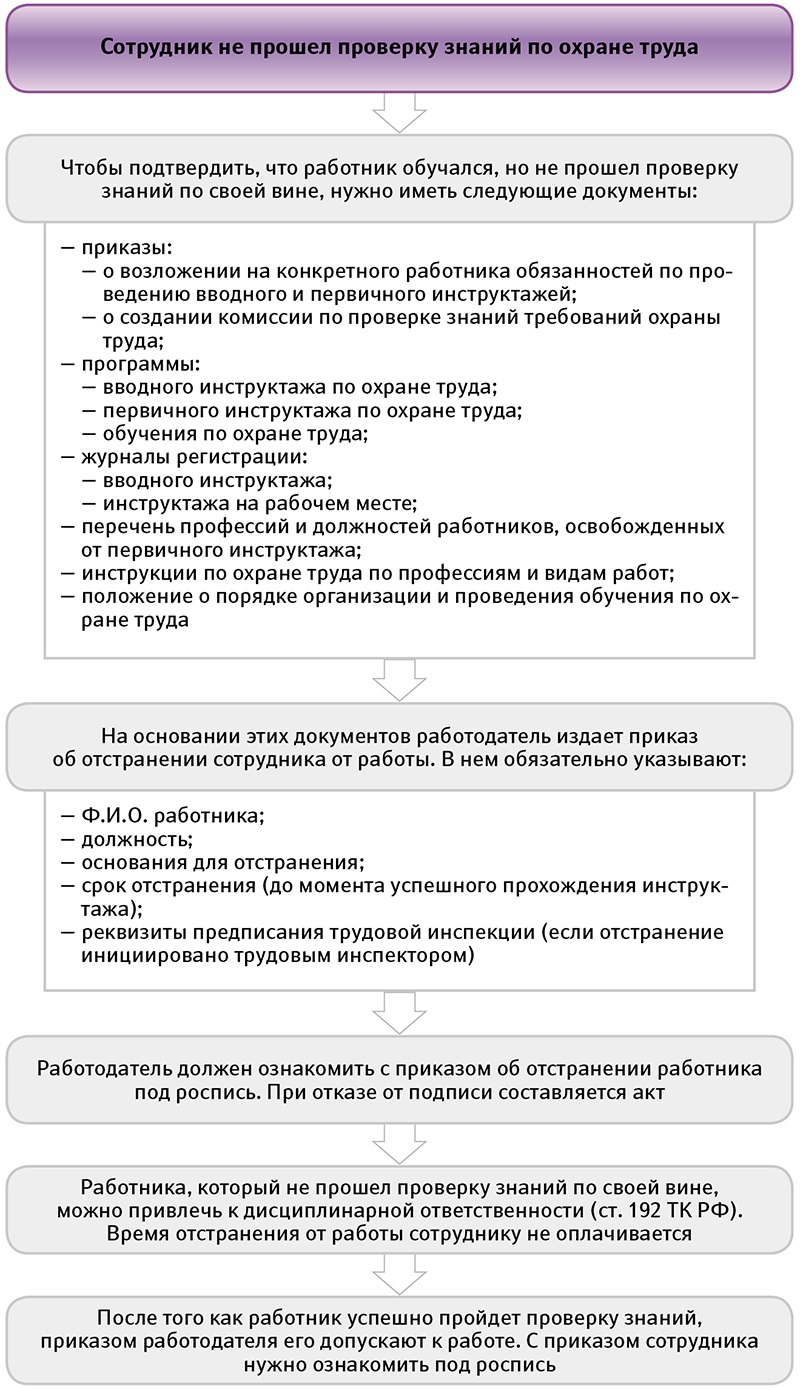 Сотрудник не прошел проверку знаний по охране труда
Чтобы подтвердить, что работник обучался, но не прошел проверку
знаний по своей вине, нужно иметь следующие документы:
— приказы:
— о возложении на конкретного работника обязанностей по про-
ведению вводного и первичного инструктажей;
— о создании комиссии по проверке знаний требований охраны
труда;
— программы:
— вводного инструктажа по охране труда;
— первичного инструктажа по охране труда;
— обучения по охране труда;
— журналы регистрации:
— вводного инструктажа;
— инструктажа на рабочем месте;
— перечень профессий и должностей работников, освобожденных
от первичного инструктажа;
— инструкции по охране труда по профессиям и видам работ;
— положение о порядке организации и проведения обучения по ох-
ране труда
На основании этих документов работодатель издает приказ
об отстранении сотрудника от работы. В нем обязательно указывают:
— Ф.И.О. работника;
— должность;
— основания для отстранения;
— срок отстранения (до момента успешного прохождения инструк-
тажа);
— реквизиты предписания трудовой инспекции (если отстранение
инициировано трудовым инспектором)
Работодатель должен ознакомить с приказом об отстранении работника
под роспись. При отказе от подписи составляется акт
Работника, который не прошел проверку знаний по своей вине,
можно привлечь к дисциплинарной ответственности (ст. 192 ТК РФ).
Время отстранения от работы сотруднику не оплачивается
После того как работник успешно пройдет проверку знаний,
приказом работодателя его допускают к работе. С приказом сотрудника
нужно ознакомить под роспись